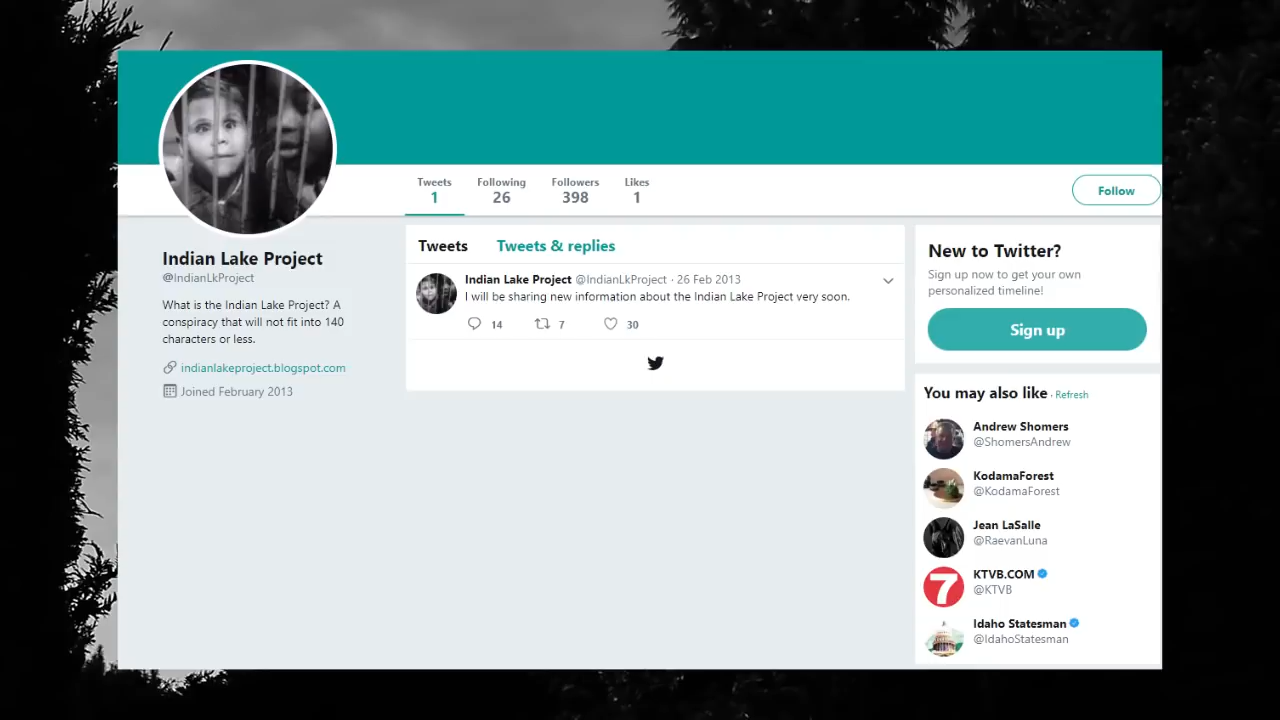 Tweets
1
Following
26
Followers
398
Likes
1
Follow
Indian Lake Project
@IndianLkProject
What is the Indian Lake Project? A
conspiracy that will not fit into 140
characters or less.
indianlakeproject.blogspot.com
Joined February 2013
Tweets Tweets & replies
Indian Lake Project @IndianLkProject · 26 Feb 2013
I will be sharing new information about the Indian Lake Project very soon.
14 7 30
New to Twitter?
Sign up now to get your own
personalized timeline!
Sign up
You may also like · Refresh
Andrew Shomers
@ShomersAndrew
KodamaForest
@KodamaForest
Jean LaSalle
@RaevanLuna
7
KTVB.COM
@KTVB
Idaho Statesman
@IdahoStatesman